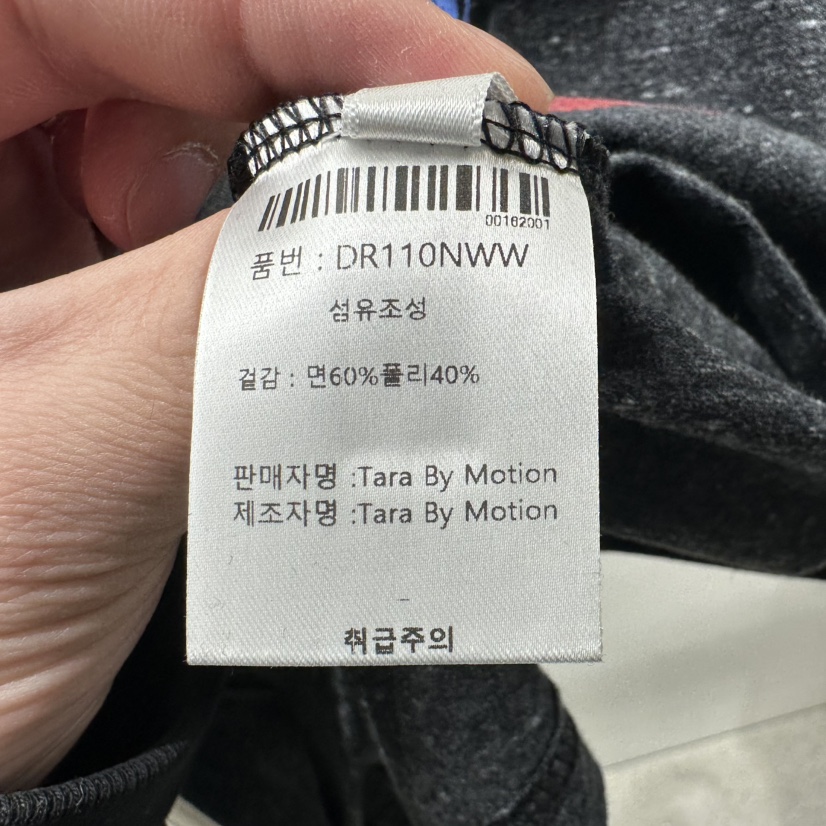 00162001
품번 : DR110NWW
섬유조성
겉감 : 면60%폴리40%
판매자명 :Tara By Motion
제조자명 :Tara By Motion
취급주의